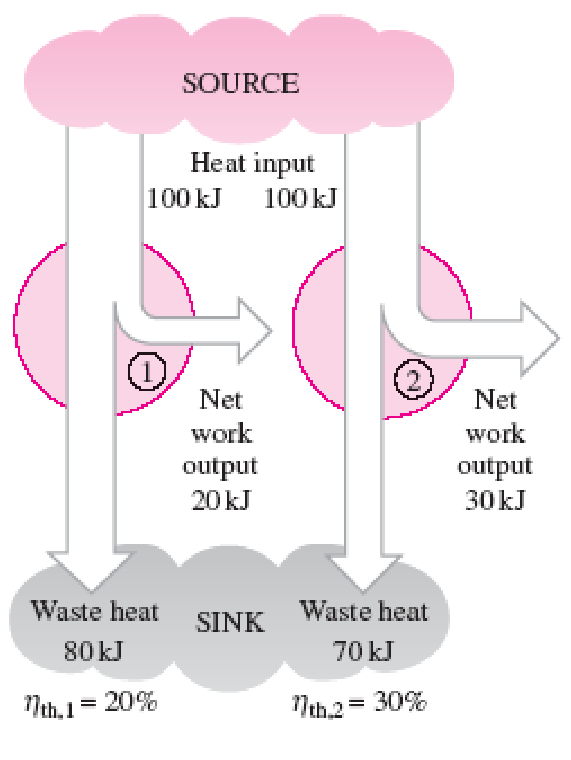 SOURCE
Heat input
100 kJ 100 kJ
1
Net
work
output
20 kJ
2
Net
work
output
30 kJ
Waste heat
80 kJ
SINK
Waste heat
70 kJ
ηth,1 = 20%
ηth,2 = 30%